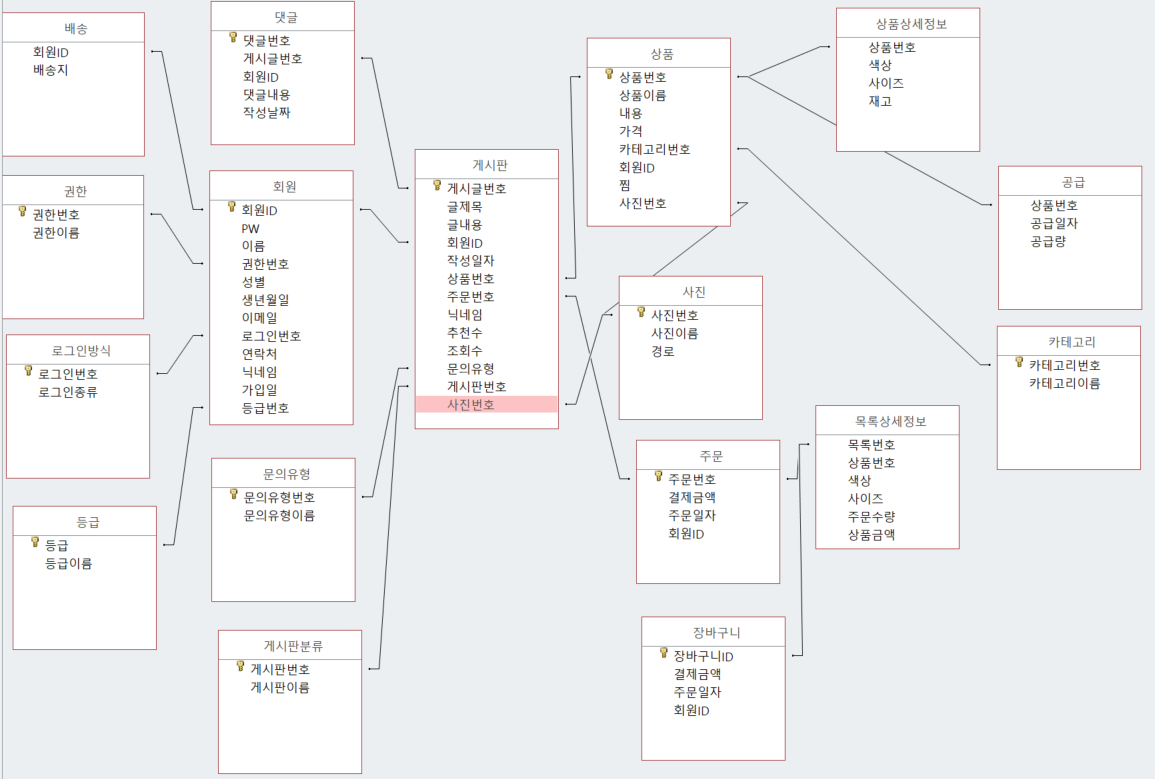 배송
회원ID
배송지
댓글
댓글번호
게시글번호
회원ID
댓글내용
작성날짜
상품
상품번호
상품이름
내용
가격
카테고리번호
회원ID
찜
사진번호
상품상세정보
상품번호
색상
사이즈
재고
권한
권한번호
권한이름
회원
회원ID
PW
이름
권한번호
성별
생년월일
이메일
로그인번호
연락처
닉네임
가입일
등급번호
게시판
게시글번호
글제목
글내용
회원ID
작성일자
상품번호
주문번호
닉네임
추천수
조회수
문의유형
게시판번호
사진번호
공급
상품번호
공급일자
공급량
사진
사진번호
사진이름
경로
로그인방식
로그인번호
로그인종류
카테고리
카테고리번호
카테고리이름
문의유형
문의유형번호
문의유형이름
주문
주문번호
결제금액
주문일자
회원ID
목록상세정보
목록번호
상품번호
색상
사이즈
주문수량
상품금액
등급
등급
등급이름
게시판분류
게시판번호
게시판이름
장바구니
장바구니ID
결제금액
주문일자
회원ID